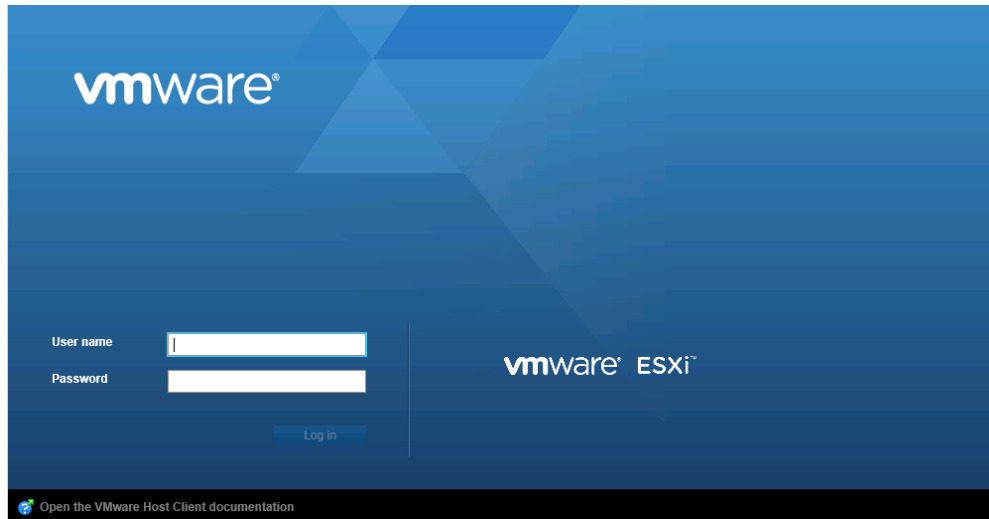 vmware®
User name
Password
vmware® ESXi™
Log in
Open the VMware Host Client documentation